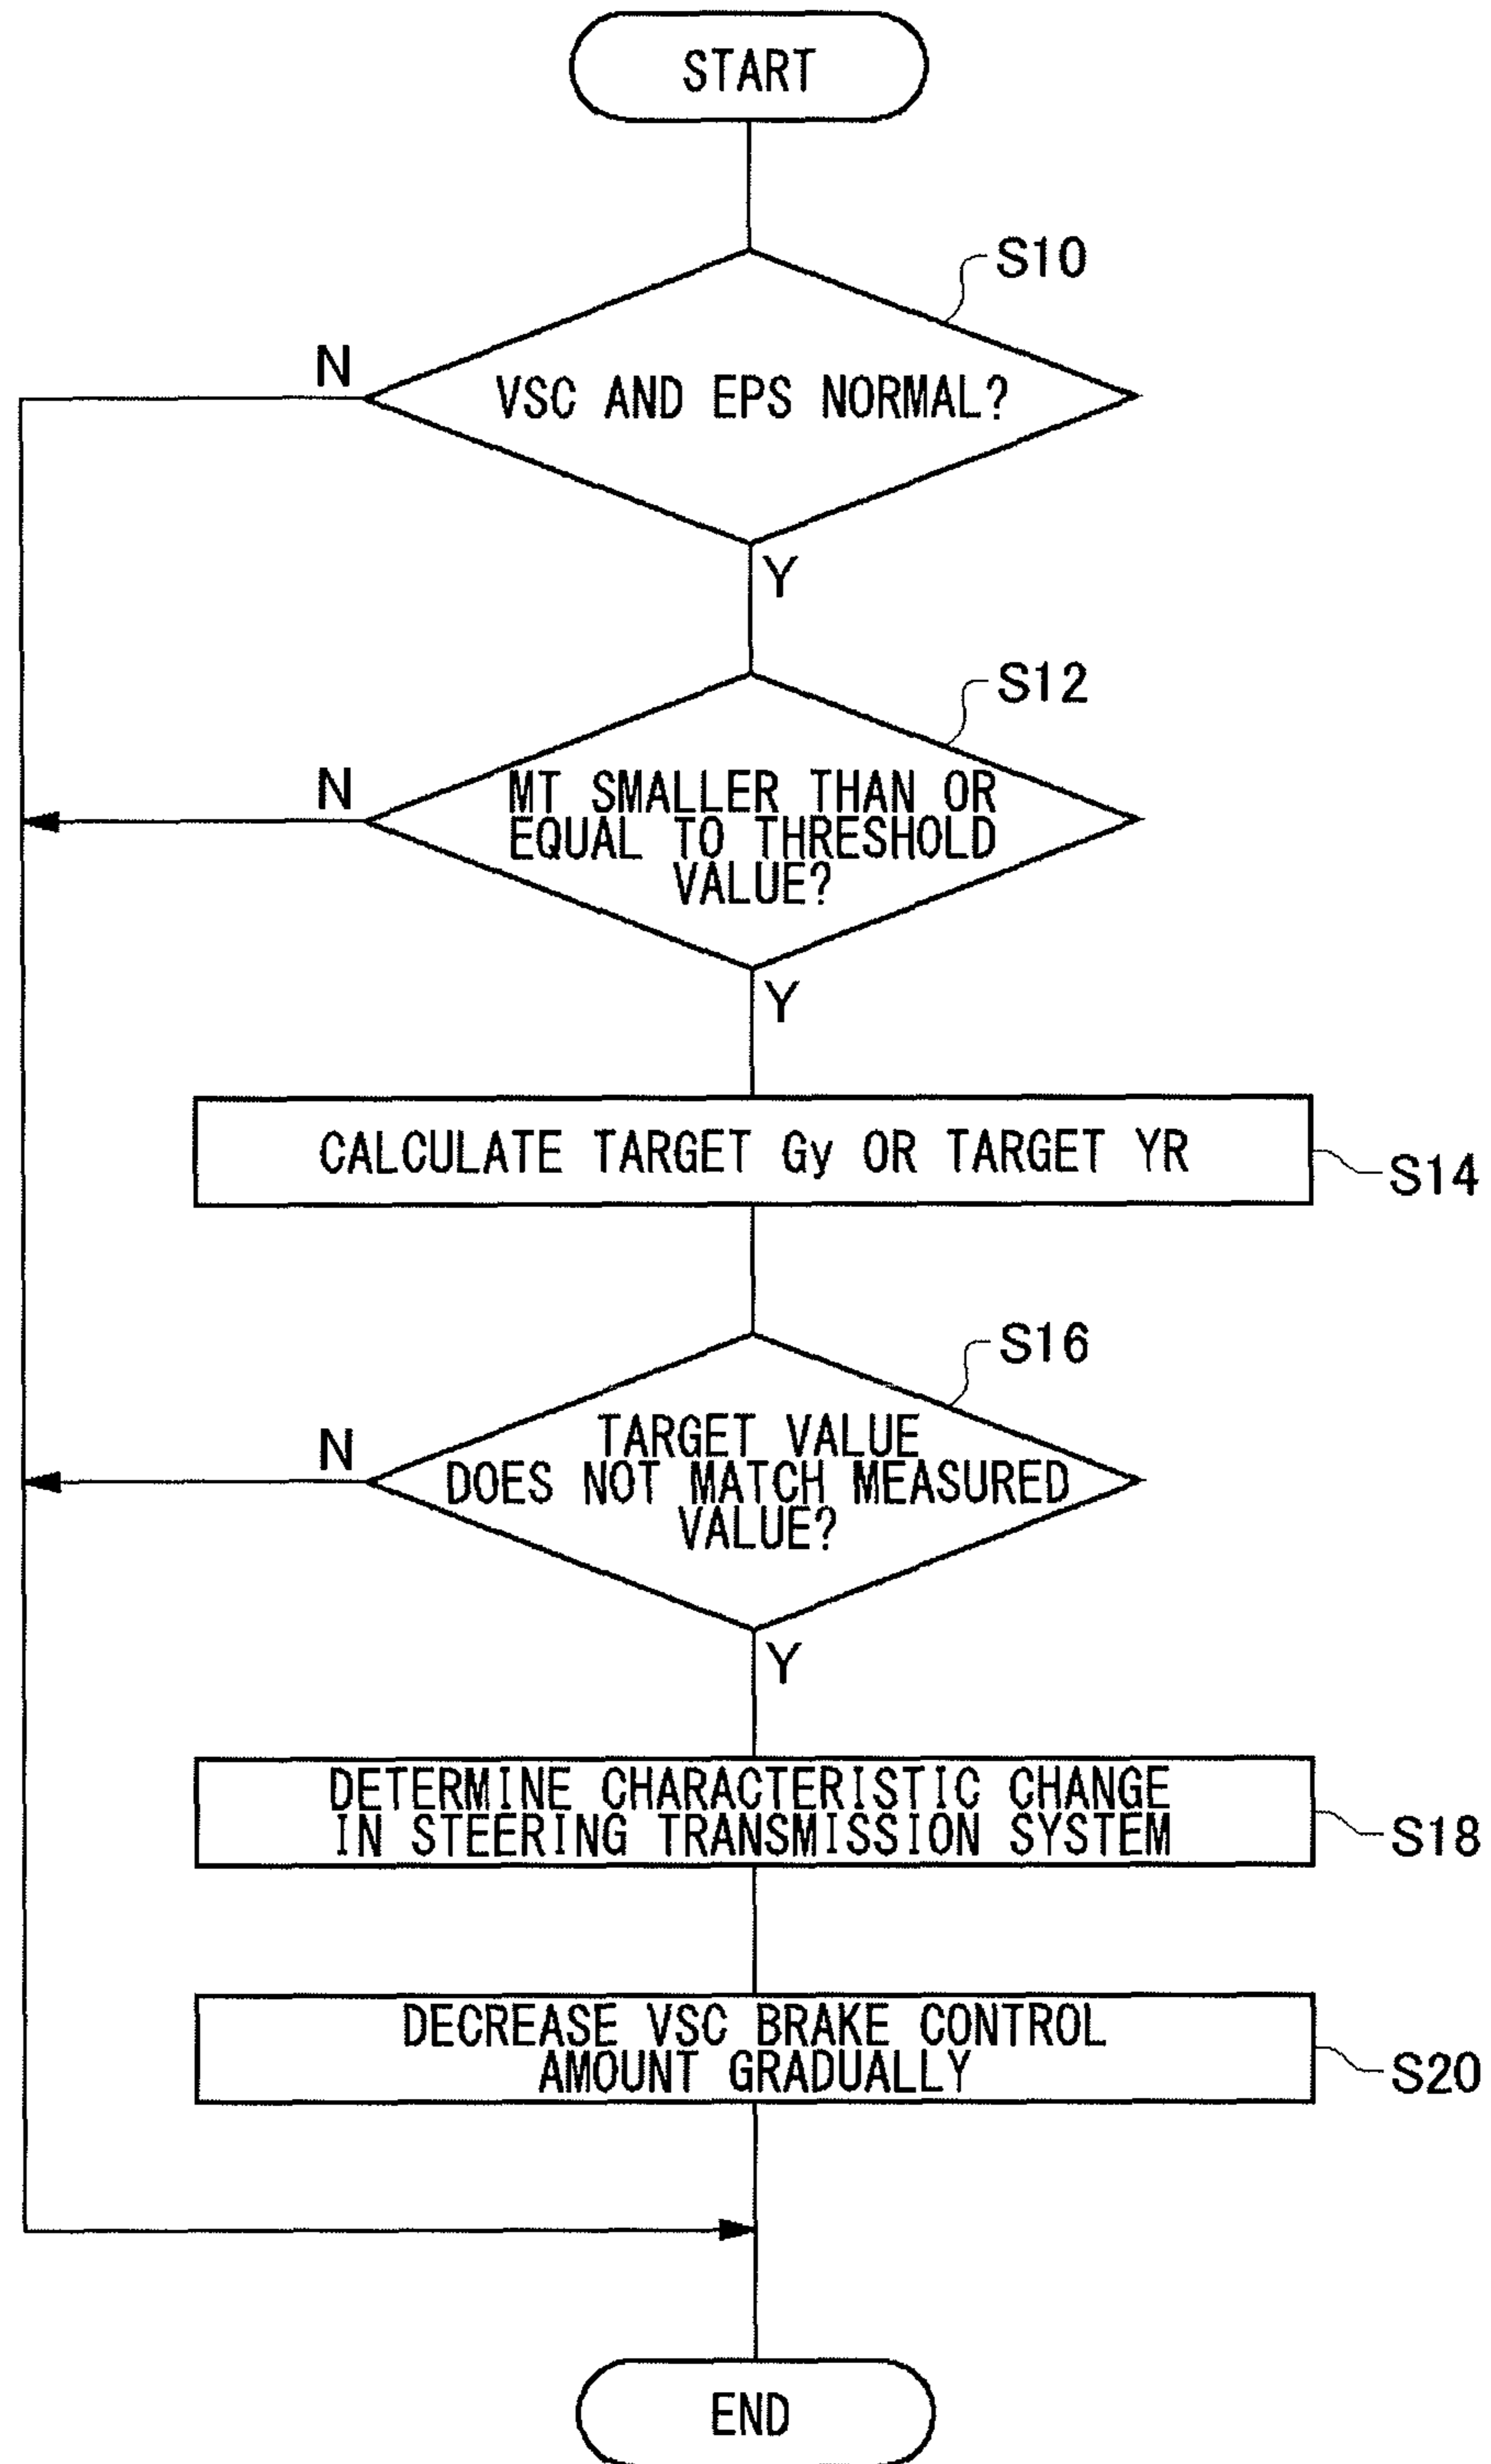 START
S10
N
VSC AND EPS NORMAL?
Y
S12
N
MT SMALLER THAN OR
EQUAL TO THRESHOLD
VALUE?
Y
CALCULATE TARGET Gy OR TARGET YR
S14
S16
N
TARGET VALUE
DOES NOT MATCH MEASURED
VALUE?
Y
DETERMINE CHARACTERISTIC CHANGE
IN STEERING TRANSMISSION SYSTEM
S18
DECREASE VSC BRAKE CONTROL
AMOUNT GRADUALLY
S20
END